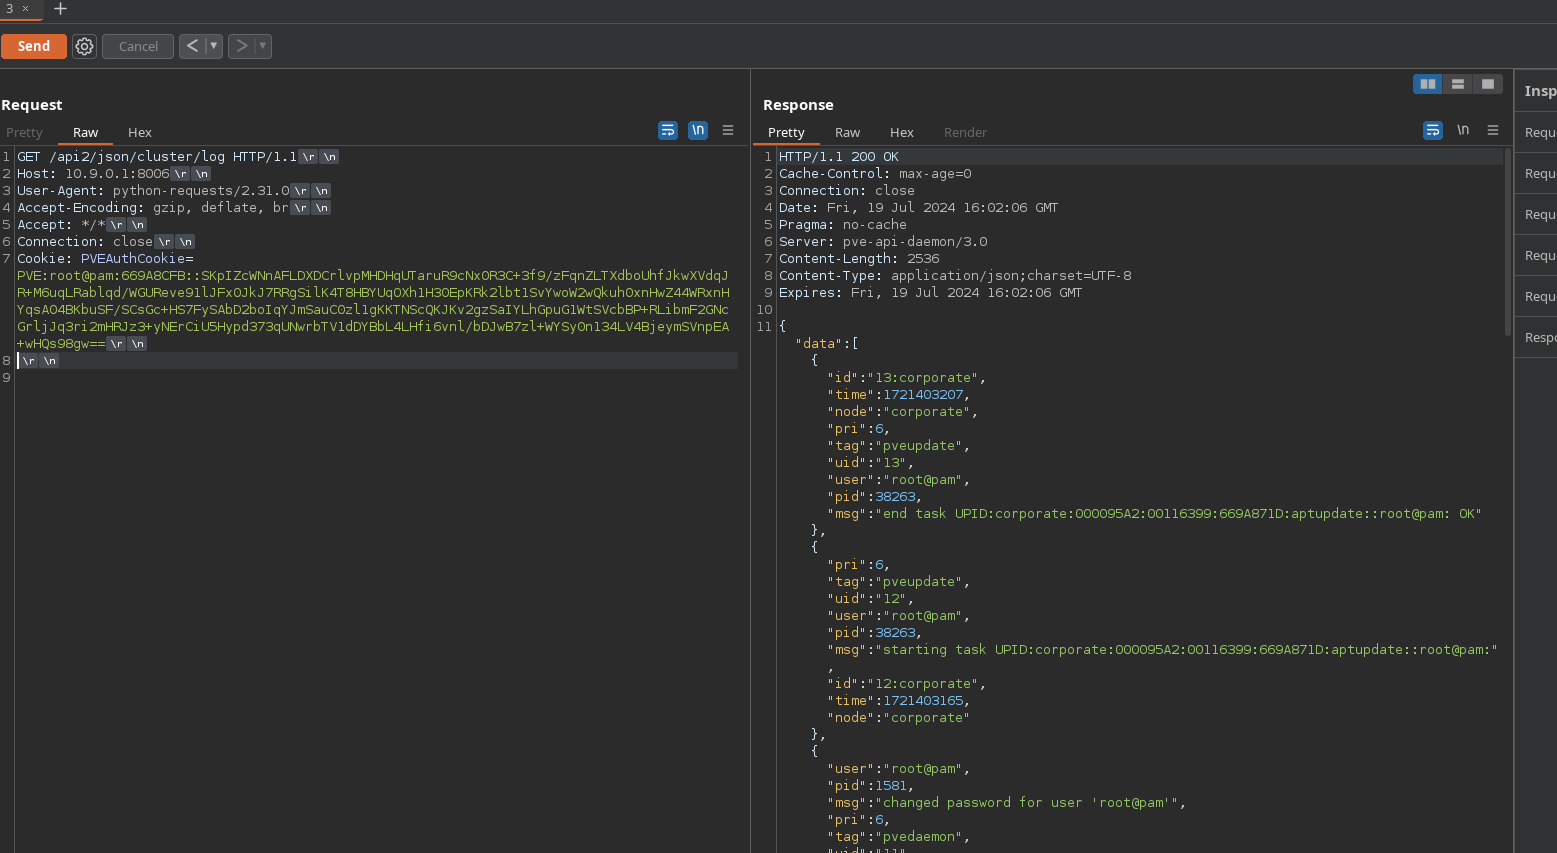 3 × +
Send Cancel < ▼ > ▼
Request
Pretty Raw Hex \n
1 GET /api2/json/cluster/log HTTP/1.1\r \n
2 Host: 10.9.0.1:8006\r \n
3 User-Agent: python-requests/2.31.0\r \n
4 Accept-Encoding: gzip, deflate, br\r \n
5 Accept: */*\r \n
6 Connection: close\r \n
7 Cookie: PVEAuthCookie=
PVE:root@pam:669A8CFB::SKpIZcWNnAFLDXDCrlvpMHDHqUTaruR9cNx0R3C+3f9/zFqnZLTXdboUhfJkwXVdqJ
R+M6uqLRablqd/WGUReve91lJFx0JkJ7RRgSilK4T8HBYUqOXh1H3OEpKRk2lbt1SvYwoW2wQkuhOxnHwZ44WRxnH
YqsA04BKbuSF/SCsGc+HS7FySAbD2boIqYJmSauC0zl1gKKTNScQKJKv2gzSaIYLhGpuG1WtSVcbBP+RLibmF2GNc
GrljJq3ri2mHRJz3+yNErCiU5Hypd373qUNwrbTV1dDYBbL4LHfi6vnl/bDJwB7zl+WYSy0n134LV4BjeymSVnpEA
+wHQs98gw==\r \n
8 \r \n
9
Response
Pretty Raw Hex Render \n
1 HTTP/1.1 200 OK
2 Cache-Control: max-age=0
3 Connection: close
4 Date: Fri, 19 Jul 2024 16:02:06 GMT
5 Pragma: no-cache
6 Server: pve-api-daemon/3.0
7 Content-Length: 2536
8 Content-Type: application/json;charset=UTF-8
9 Expires: Fri, 19 Jul 2024 16:02:06 GMT
10
11 {
"data":[
{
"id":"13:corporate",
"time":1721403207,
"node":"corporate",
"pri":6,
"tag":"pveupdate",
"uid":"13",
"user":"root@pam",
"pid":38263,
"msg":"end task UPID:corporate:000095A2:00116399:669A871D:aptupdate::root@pam: OK"
},
{
"pri":6,
"tag":"pveupdate",
"uid":"12",
"user":"root@pam",
"pid":38263,
"msg":"starting task UPID:corporate:000095A2:00116399:669A871D:aptupdate::root@pam:"
,
"id":"12:corporate",
"time":1721403165,
"node":"corporate"
},
{
"user":"root@pam",
"pid":1581,
"msg":"changed password for user 'root@pam'",
"pri":6,
"tag":"pvedaemon",
"uid":"11",
Insp
Requ
Requ
Requ
Requ
Requ
Respo